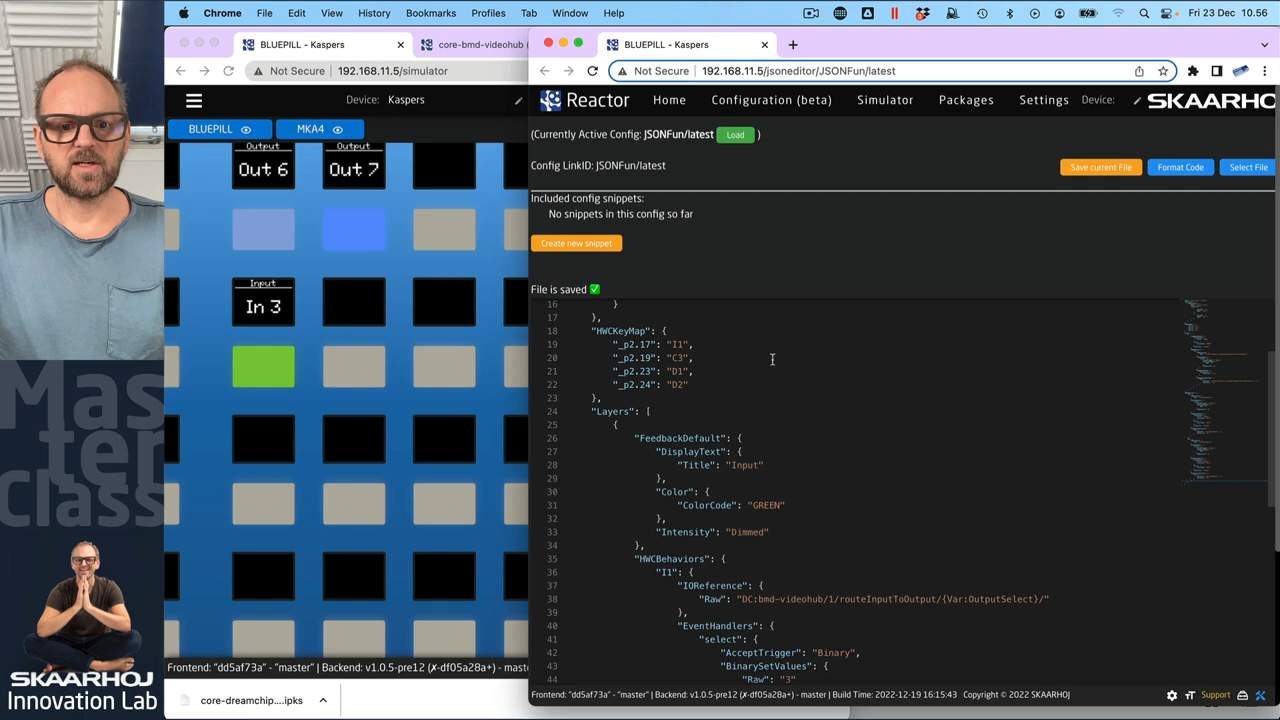 Chrome File Edit View History Bookmarks Profiles Tab Window Help
Fri 23 Dec 10.56
BLUEPILL - Kaspers
core-bmd-videohub (
Not Secure 192.168.11.5/simulator
Device: Kaspers
BLUEPILL
MKA4
Output
Out 6
Output
Out 7
Input
In 3
Frontend: "dd5af73a" - "master" | Backend: v1.0.5-pre12 (✗-df05a28a+) - maste
core-dreamchip....ipks
BLUEPILL - Kaspers
Not Secure 192.168.11.5/jsoneditor/JSONFun/latest
Reactor Home Configuration (beta) Simulator Packages Settings Device: SKAARHOJ
(Currently Active Config: JSONFun/latest Load )
Config LinkID: JSONFun/latest
Save current File Format Code Select File
Included config snippets:
No snippets in this config so far
Create new snippet
File is saved ✅
16 }
17 },
18 "HWCKeyMap": {
19 "_p2.17": "I1",
20 "_p2.19": "C3",
21 "_p2.23": "D1",
22 "_p2.24": "D2"
23 },
24 "Layers": [
25 {
26 "FeedbackDefault": {
27 "DisplayText": {
28 "Title": "Input"
29 },
30 "Color": {
31 "ColorCode": "GREEN"
32 },
33 "Intensity": "Dimmed"
34 },
35 "HWCBehaviors": {
36 "I1": {
37 "IOReference": {
38 "Raw": "DC:bmd-videohub/1/routeInputToOutput/{Var:OutputSelect}/"
39 },
40 "EventHandlers": {
41 "select": {
42 "AcceptTrigger": "Binary",
43 "BinarySetValues": {
44 "Raw": "3"
Frontend: "dd5af73a" - "master" | Backend: v1.0.5-pre12 (✗-df05a28a+) - master | Build Time: 2022-12-19 16:15:43 Copyright © 2022 SKAARHOJ
Support
Mas
ter
Class
SKAARHOJ
Innovation Lab